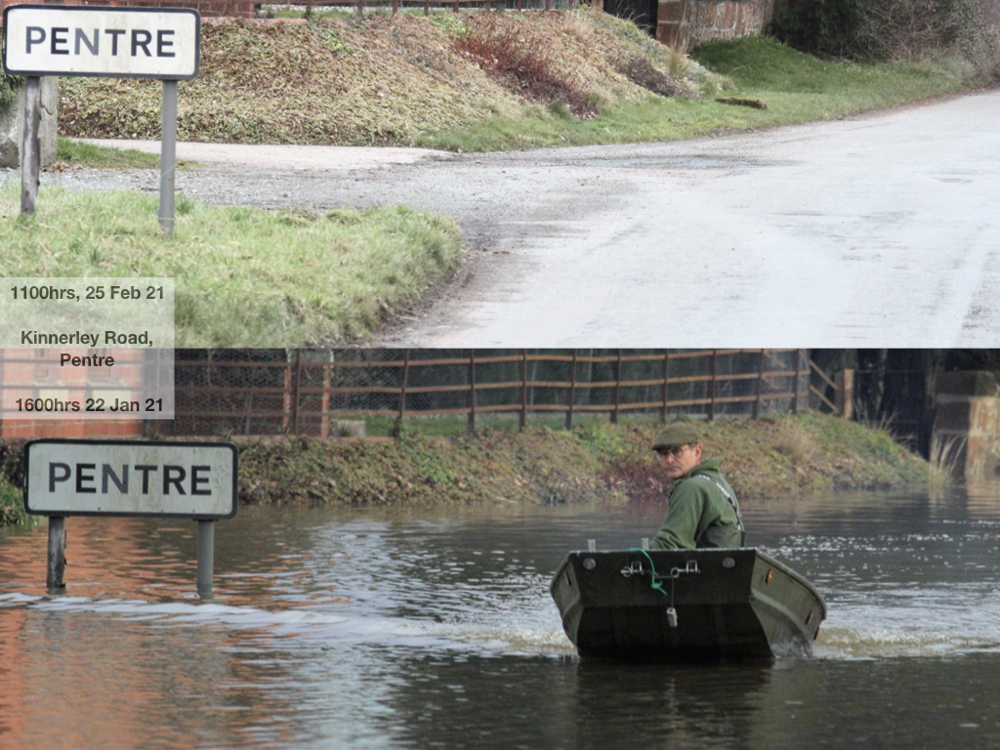 PENTRE
1100hrs, 25 Feb 21
Kinnerley Road,
Pentre
1600hrs 22 Jan 21
PENTRE